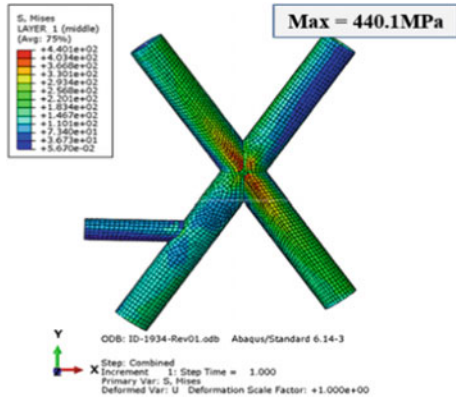 S, Mises
LAYER_1 (middle)
(Avg: 75%)
+4.401e+02
+4.034e+02
+3.668e+02
+3.301e+02
+2.934e+02
+2.568e+02
+2.201e+02
+1.834e+02
+1.467e+02
+1.101e+02
+7.340e+01
+3.673e+01
+5.670e-02
Max = 440.1MPa
Y
X
ODB: ID-1934-Rev01.odb Abaqus/Standard 6.14-3
Step: Combined
Increment 1: Step Time = 1.000
Primary Var: S, Mises
Deformed Var: U Deformation Scale Factor: +1.000e+00